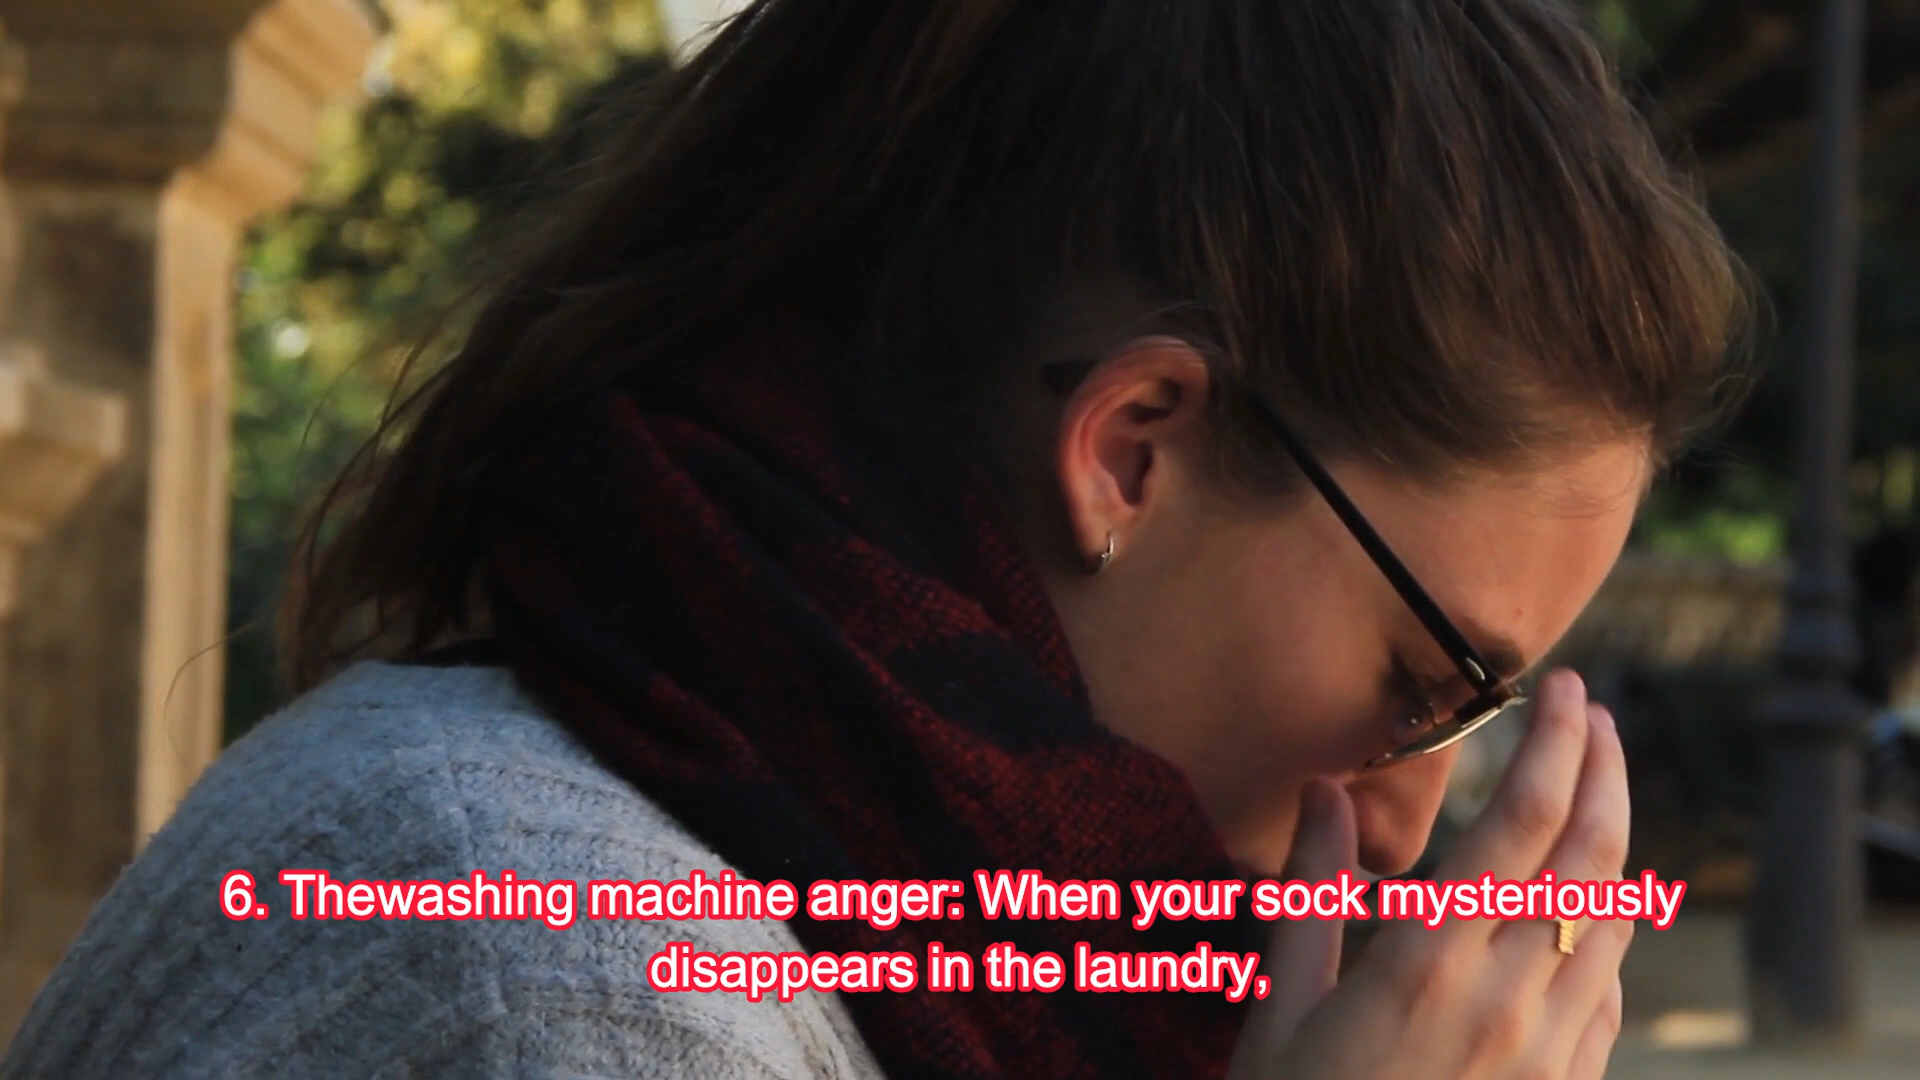 6. Thewashing machine anger: When your sock mysteriously
disappears in the laundry,